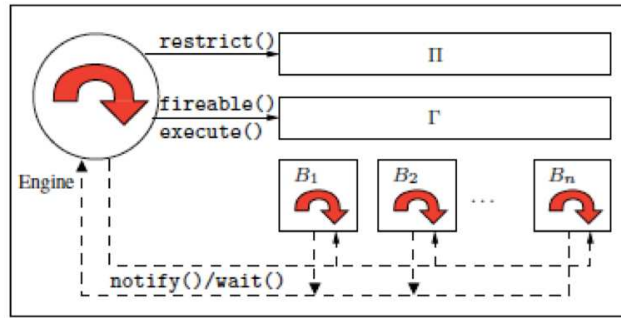 restrict()
Π
fireable()
Γ
execute()
Engine
B₁ B₂ ... Bₙ
notify()/wait()